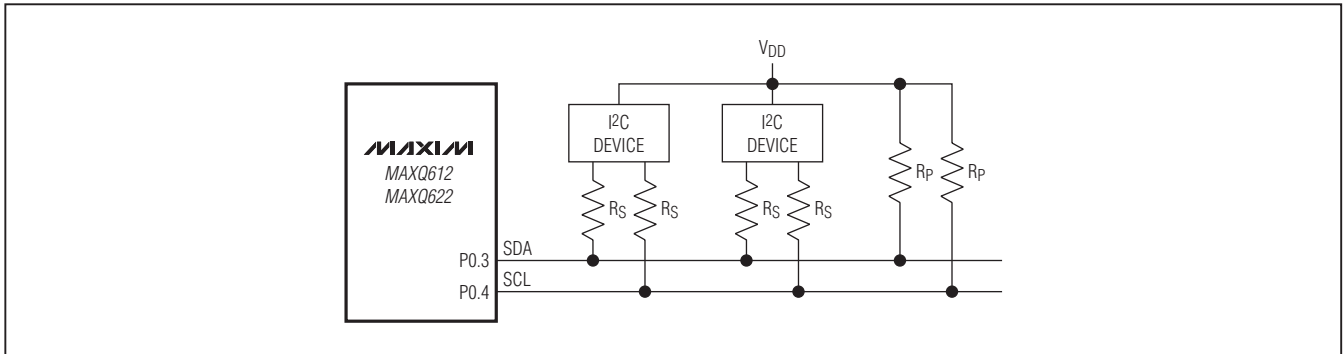 VDD
I2C
DEVICE
I2C
DEVICE
MAXIM
MAXQ612
MAXQ622
RS
RS
RS
RS
RP
RP
P0.3
SDA
P0.4
SCL